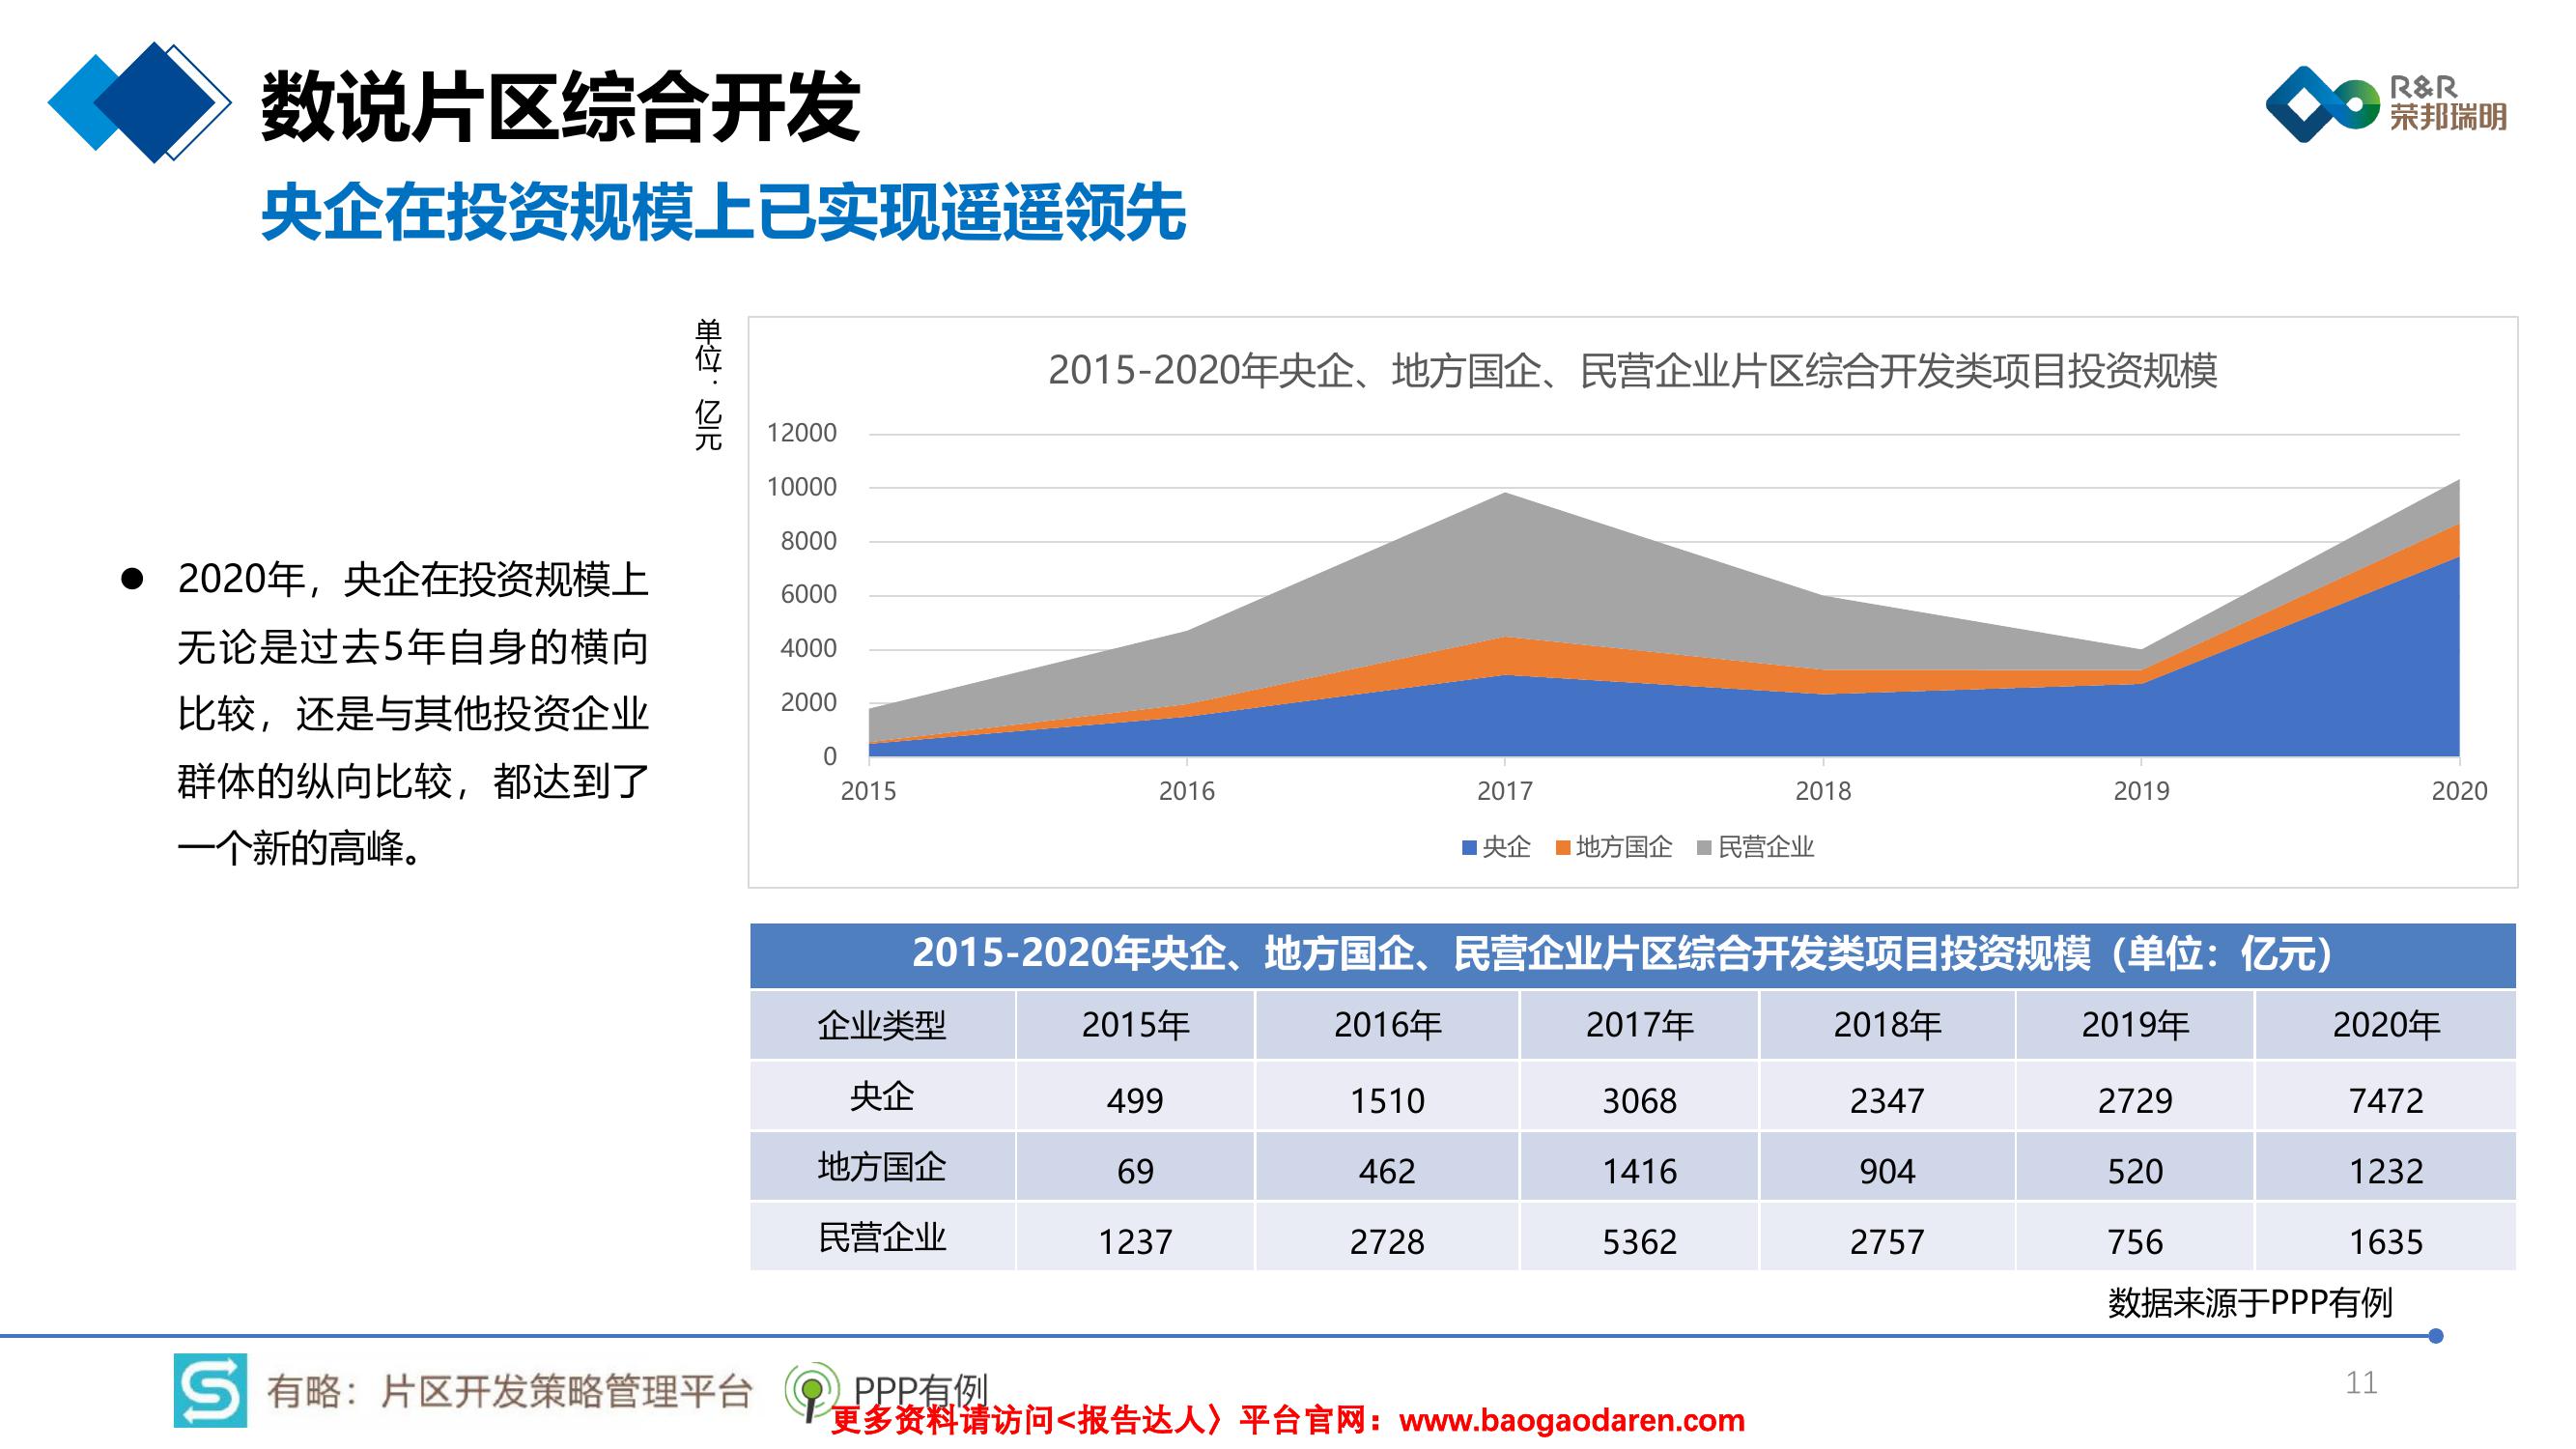 数说片区综合开发
R&R
荣邦瑞明
央企在投资规模上已实现遥遥领先
● 2020年，央企在投资规模上
无论是过去5年自身的横向
比较，还是与其他投资企业
群体的纵向比较，都达到了
一个新的高峰。
单位：亿元
2015-2020年央企、地方国企、民营企业片区综合开发类项目投资规模
12000
10000
8000
6000
4000
2000
0
2015 2016 2017 2018 2019 2020
央企 地方国企 民营企业
2015-2020年央企、地方国企、民营企业片区综合开发类项目投资规模（单位：亿元）
企业类型 2015年 2016年 2017年 2018年 2019年 2020年
央企 499 1510 3068 2347 2729 7472
地方国企 69 462 1416 904 520 1232
民营企业 1237 2728 5362 2757 756 1635
数据来源于PPP有例
有略：片区开发策略管理平台 PPP有例
11
更多资料请访问<报告达人〉平台官网：www.baogaodaren.com